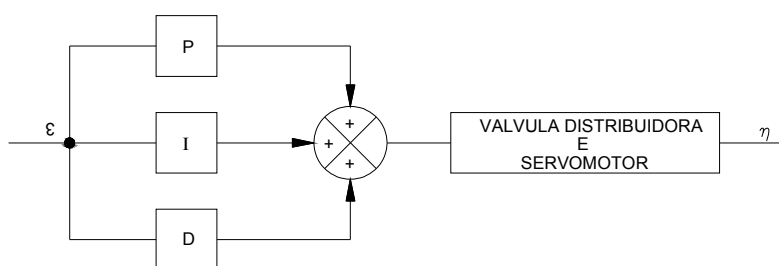 P
ε
+
VALVULA DISTRIBUIDORA
E
SERVOMOTOR
η
I
+
+
D